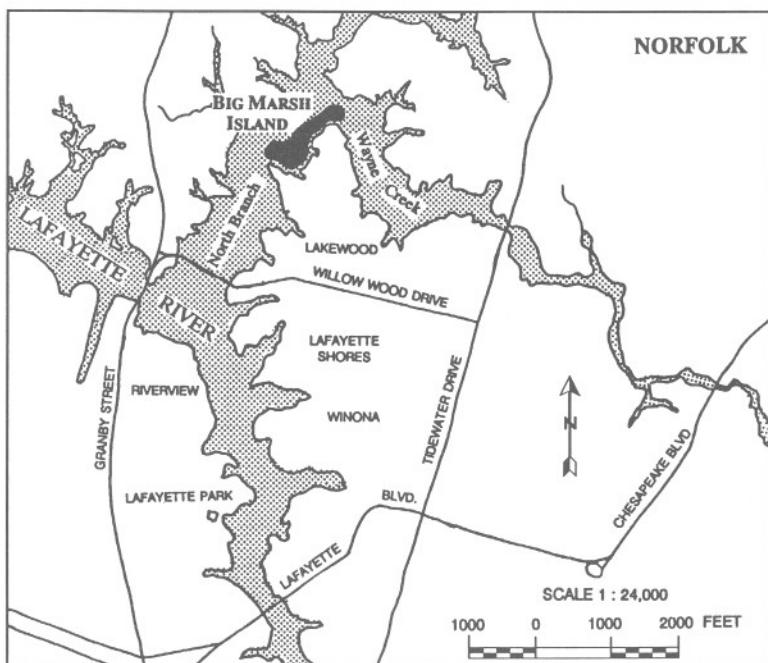 NORFOLK
BIG MARSH
ISLAND
Wayne
Creek
North Branch
LAFAYETTE
RIVER
LAKEWOOD
WILLOW WOOD DRIVE
LAFAYETTE
SHORES
RIVERVIEW
WINONA
GRANBY STREET
TIDEWATER DRIVE
N
LAFAYETTE PARK
BLVD.
CHESAPEAKE BLVD
LAFAYETTE
SCALE 1 : 24,000
1000 0 1000 2000 FEET